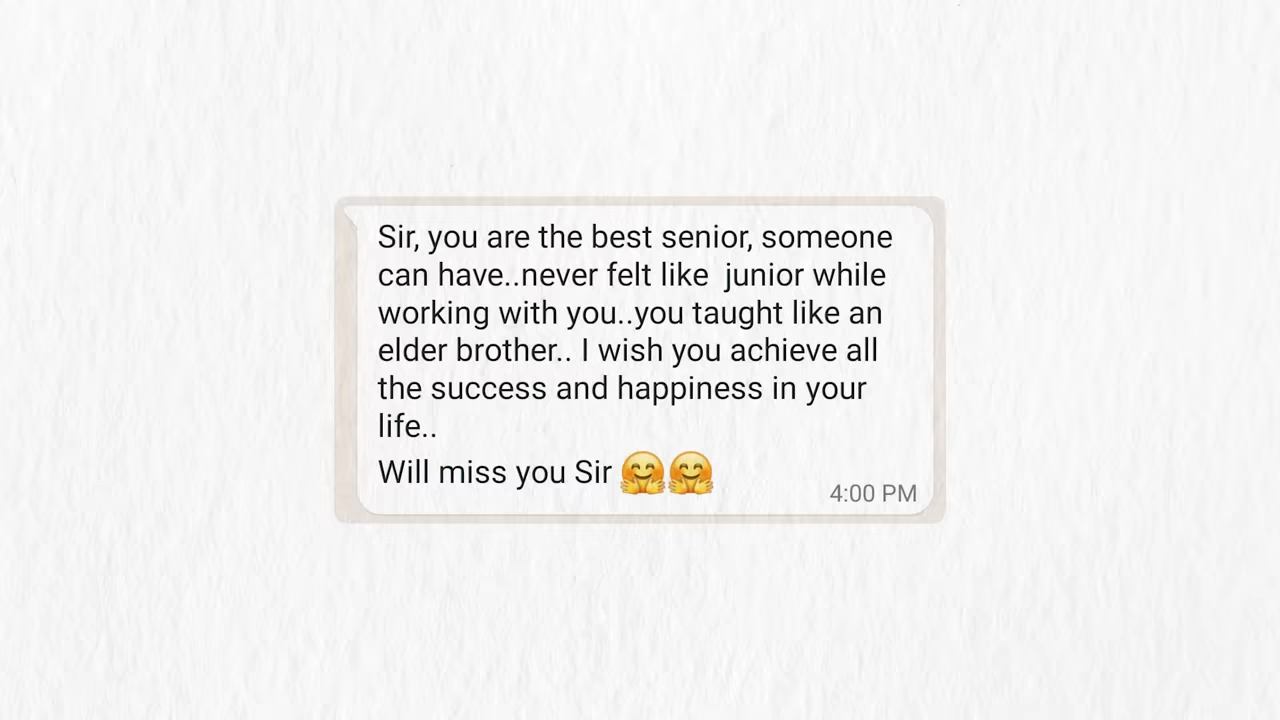 Sir, you are the best senior, someone
can have..never felt like  junior while
working with you..you taught like an
elder brother.. I wish you achieve all
the success and happiness in your
life..
Will miss you Sir 🤗🤗
4:00 PM